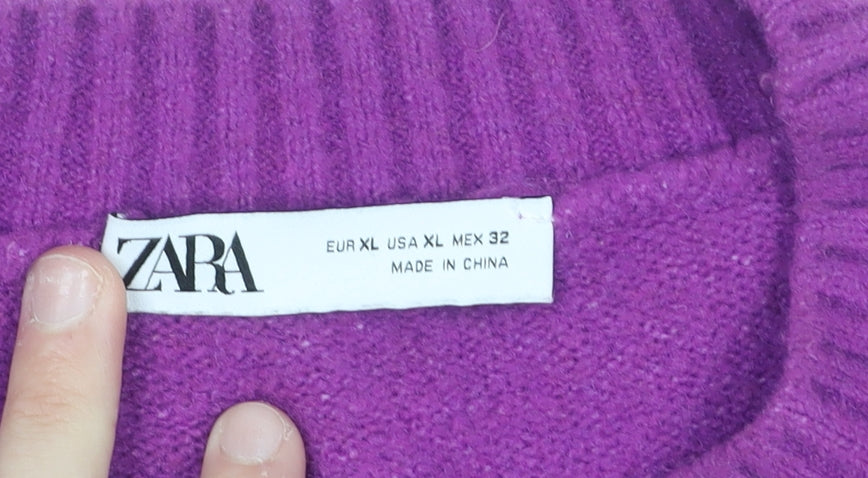 ZARA
EUR XL USA XL MEX 32
MADE IN CHINA